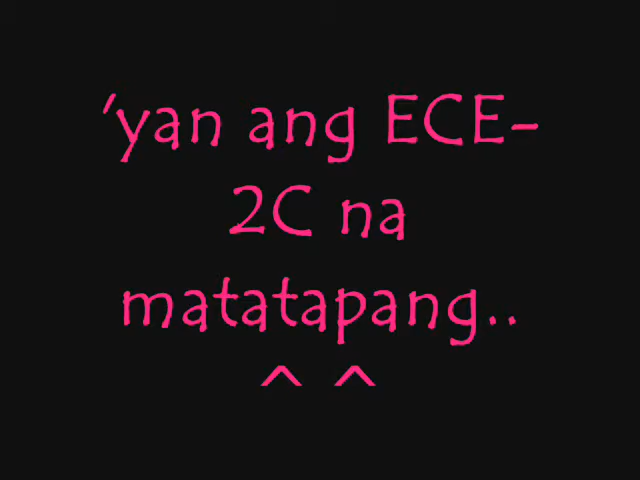 'yan ang ECE-
2C na
matatapang..
^ ^